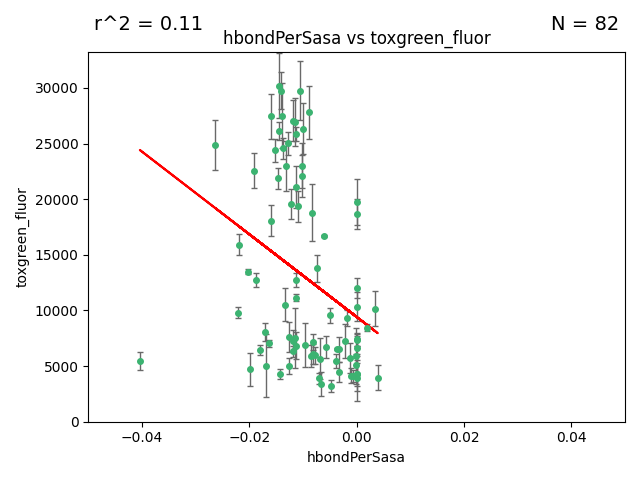 r^2 = 0.11
N = 82
hbondPerSasa vs toxgreen_fluor
30000
25000
20000
15000
10000
5000
0
toxgreen_fluor
−0.04
−0.02
0.00
0.02
0.04
hbondPerSasa